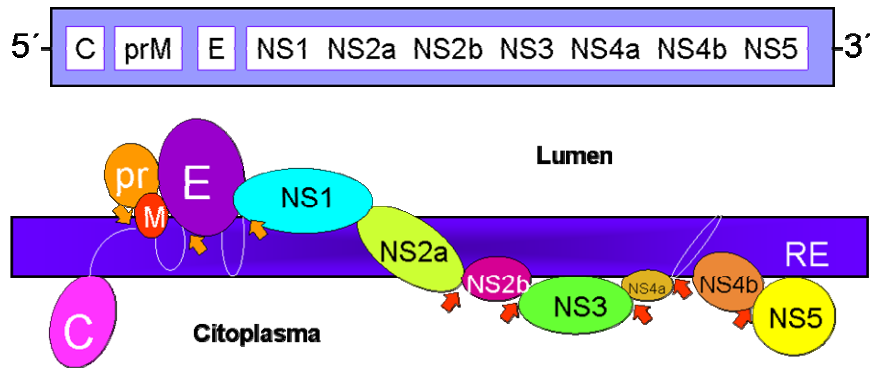 5´- C prM E NS1 NS2a NS2b NS3 NS4a NS4b NS5 -3´
Lumen
pr
E
NS1
M
NS2a
RE
NS2b
NS4a
NS4b
NS3
NS5
C
Citoplasma